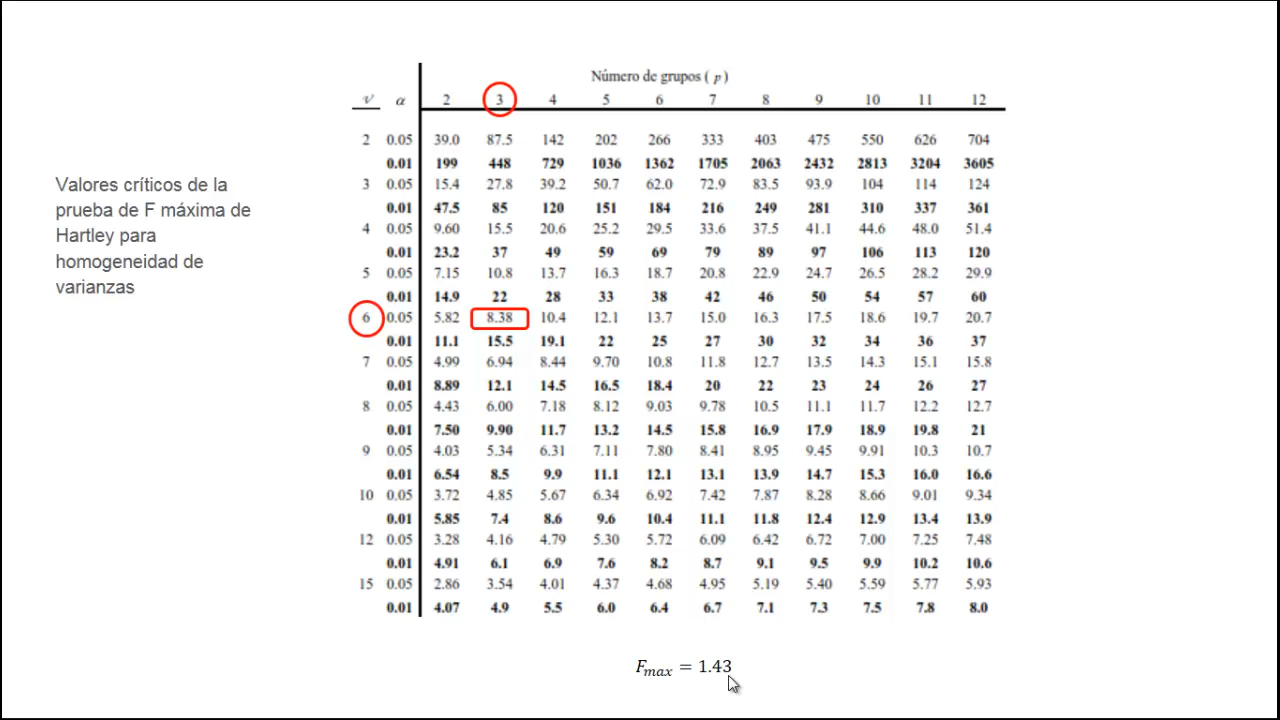 Valores críticos de la
prueba de F máxima de
Hartley para
homogeneidad de
varianzas
Número de grupos ( p )
ν α 2 3 4 5 6 7 8 9 10 11 12
2 0.05 39.0 87.5 142 202 266 333 403 475 550 626 704
0.01 199 448 729 1036 1362 1705 2063 2432 2813 3204 3605
3 0.05 15.4 27.8 39.2 50.7 62.0 72.9 83.5 93.9 104 114 124
0.01 47.5 85 120 151 184 216 249 281 310 337 361
4 0.05 9.60 15.5 20.6 25.2 29.5 33.6 37.5 41.1 44.6 48.0 51.4
0.01 23.2 37 49 59 69 79 89 97 106 113 120
5 0.05 7.15 10.8 13.7 16.3 18.7 20.8 22.9 24.7 26.5 28.2 29.9
0.01 14.9 22 28 33 38 42 46 50 54 57 60
6 0.05 5.82 8.38 10.4 12.1 13.7 15.0 16.3 17.5 18.6 19.7 20.7
0.01 11.1 15.5 19.1 22 25 27 30 32 34 36 37
7 0.05 4.99 6.94 8.44 9.70 10.8 11.8 12.7 13.5 14.3 15.1 15.8
0.01 8.89 12.1 14.5 16.5 18.4 20 22 23 24 26 27
8 0.05 4.43 6.00 7.18 8.12 9.03 9.78 10.5 11.1 11.7 12.2 12.7
0.01 7.50 9.90 11.7 13.2 14.5 15.8 16.9 17.9 18.9 19.8 21
9 0.05 4.03 5.34 6.31 7.11 7.80 8.41 8.95 9.45 9.91 10.3 10.7
0.01 6.54 8.5 9.9 11.1 12.1 13.1 13.9 14.7 15.3 16.0 16.6
10 0.05 3.72 4.85 5.67 6.34 6.92 7.42 7.87 8.28 8.66 9.01 9.34
0.01 5.85 7.4 8.6 9.6 10.4 11.1 11.8 12.4 12.9 13.4 13.9
12 0.05 3.28 4.16 4.79 5.30 5.72 6.09 6.42 6.72 7.00 7.25 7.48
0.01 4.91 6.1 6.9 7.6 8.2 8.7 9.1 9.5 9.9 10.2 10.6
15 0.05 2.86 3.54 4.01 4.37 4.68 4.95 5.19 5.40 5.59 5.77 5.93
0.01 4.07 4.9 5.5 6.0 6.4 6.7 7.1 7.3 7.5 7.8 8.0
Fmax = 1.43